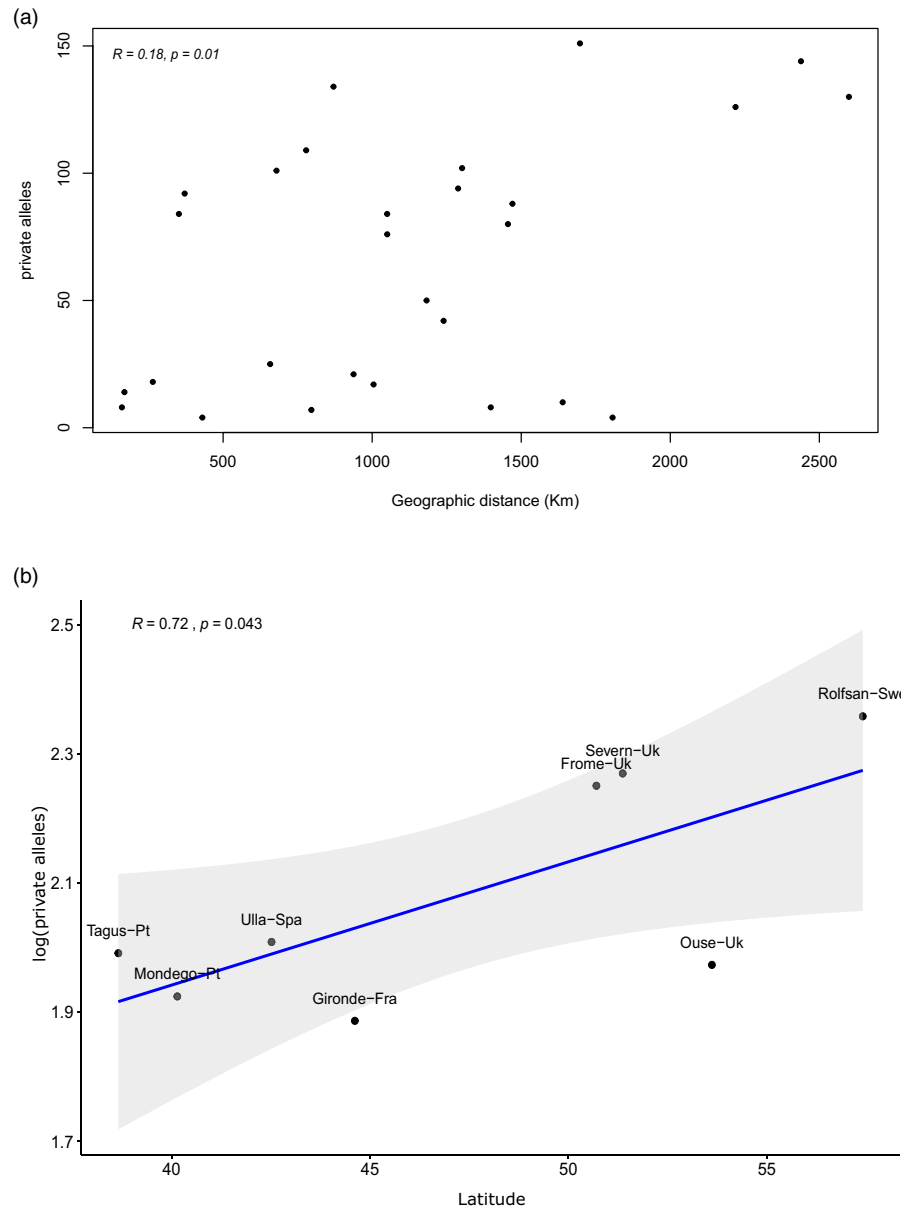 (a)
R = 0.18, p = 0.01
150
100
50
0
private alleles
500 1000 1500 2000 2500
Geographic distance (Km)
(b)
R = 0.72 , p = 0.043
2.5
2.3
2.1
1.9
1.7
log(private alleles)
Rolfsan−Swe
Severn−Uk
Frome−Uk
Ulla−Spa
Tagus−Pt
Ouse−Uk
Mondego−Pt
Gironde−Fra
40 45 50 55
Latitude